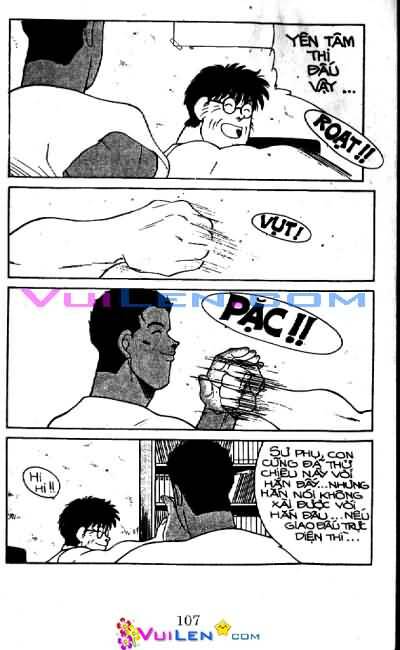 YÊN TÂM
THI
ĐẤU
VẬY ...
ROẠT!!
VỤT!
VUILEN.COM
PẶC!!
HI
HI!!
SƯ PHỤ, CON
CŨNG ĐÃ THỬ
CHIÊU NÀY VỚI
HẮN ĐẤY...NHƯNG
HẮN NÓI KHÔNG
XÀI ĐƯỢC VỚI
HẮN ĐÂU...NẾU
GIAO ĐẤU TRỰC
DIỆN THÌ...
107
VUILEN.COM